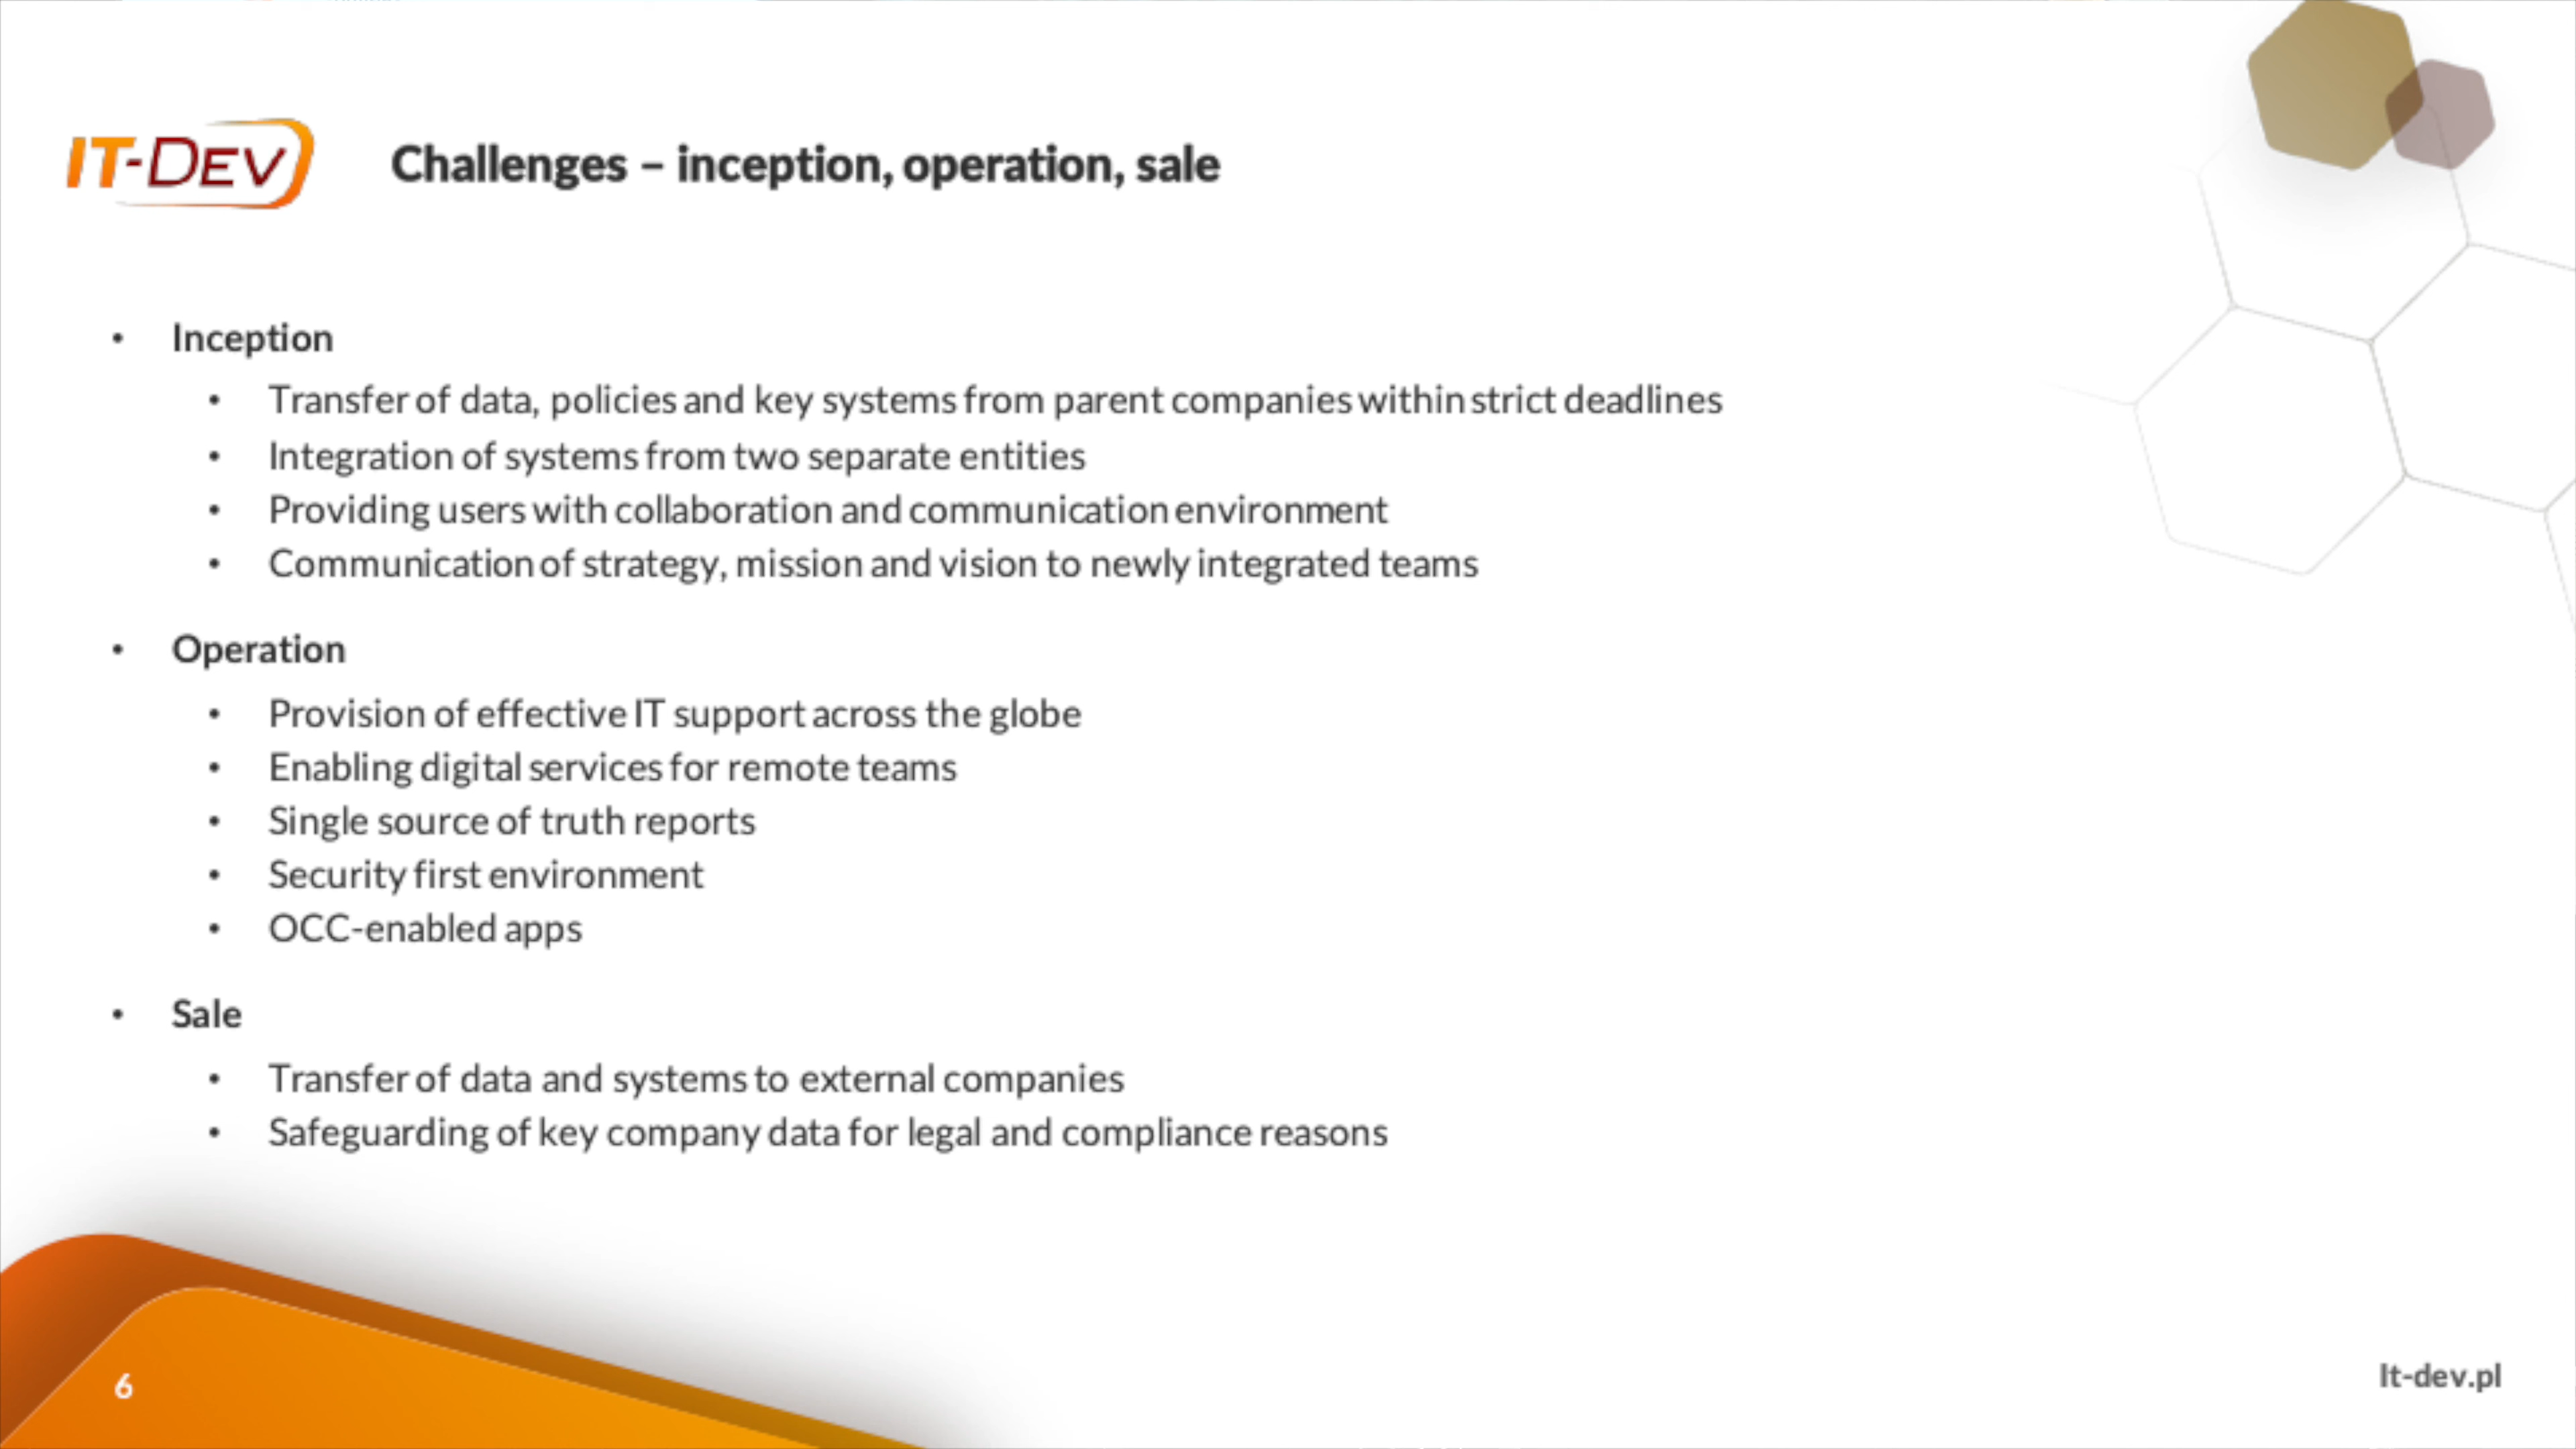 IT-DEV
Challenges – inception, operation, sale
• Inception
• Transfer of data, policies and key systems from parent companies within strict deadlines
• Integration of systems from two separate entities
• Providing users with collaboration and communication environment
• Communication of strategy, mission and vision to newly integrated teams
• Operation
• Provision of effective IT support across the globe
• Enabling digital services for remote teams
• Single source of truth reports
• Security first environment
• OCC-enabled apps
• Sale
• Transfer of data and systems to external companies
• Safeguarding of key company data for legal and compliance reasons
6
It-dev.pl